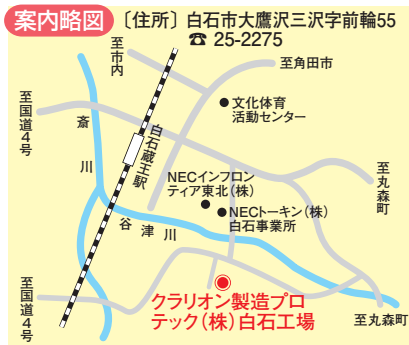 案内略図
〔住所〕白石市大鷹沢三沢字前輪55
☎ 25-2275
至市内
至角田市
至国道4号
斎川
白石蔵王駅
文化体育
活動センター
NECインフロン
ティア東北(株)
NECトーキン(株)
白石事業所
至丸森町
谷津川
至国道4号
クラリオン製造プロ
テック(株)白石工場
至丸森町